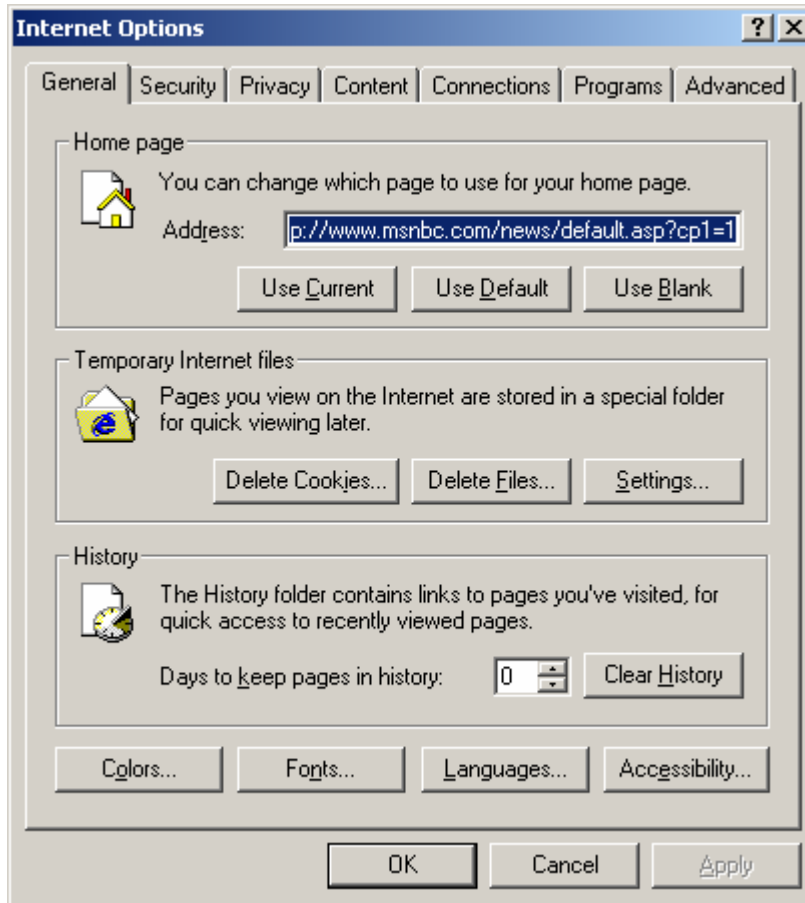 Internet Options
General Security Privacy Content Connections Programs Advanced
Home page
You can change which page to use for your home page.
Address: p://www.msnbc.com/news/default.asp?cp1=1
Use Current Use Default Use Blank
Temporary Internet files
Pages you view on the Internet are stored in a special folder
for quick viewing later.
Delete Cookies... Delete Files... Settings...
History
The History folder contains links to pages you've visited, for
quick access to recently viewed pages.
Days to keep pages in history: 0 Clear History
Colors... Fonts... Languages... Accessibility...
OK Cancel Apply